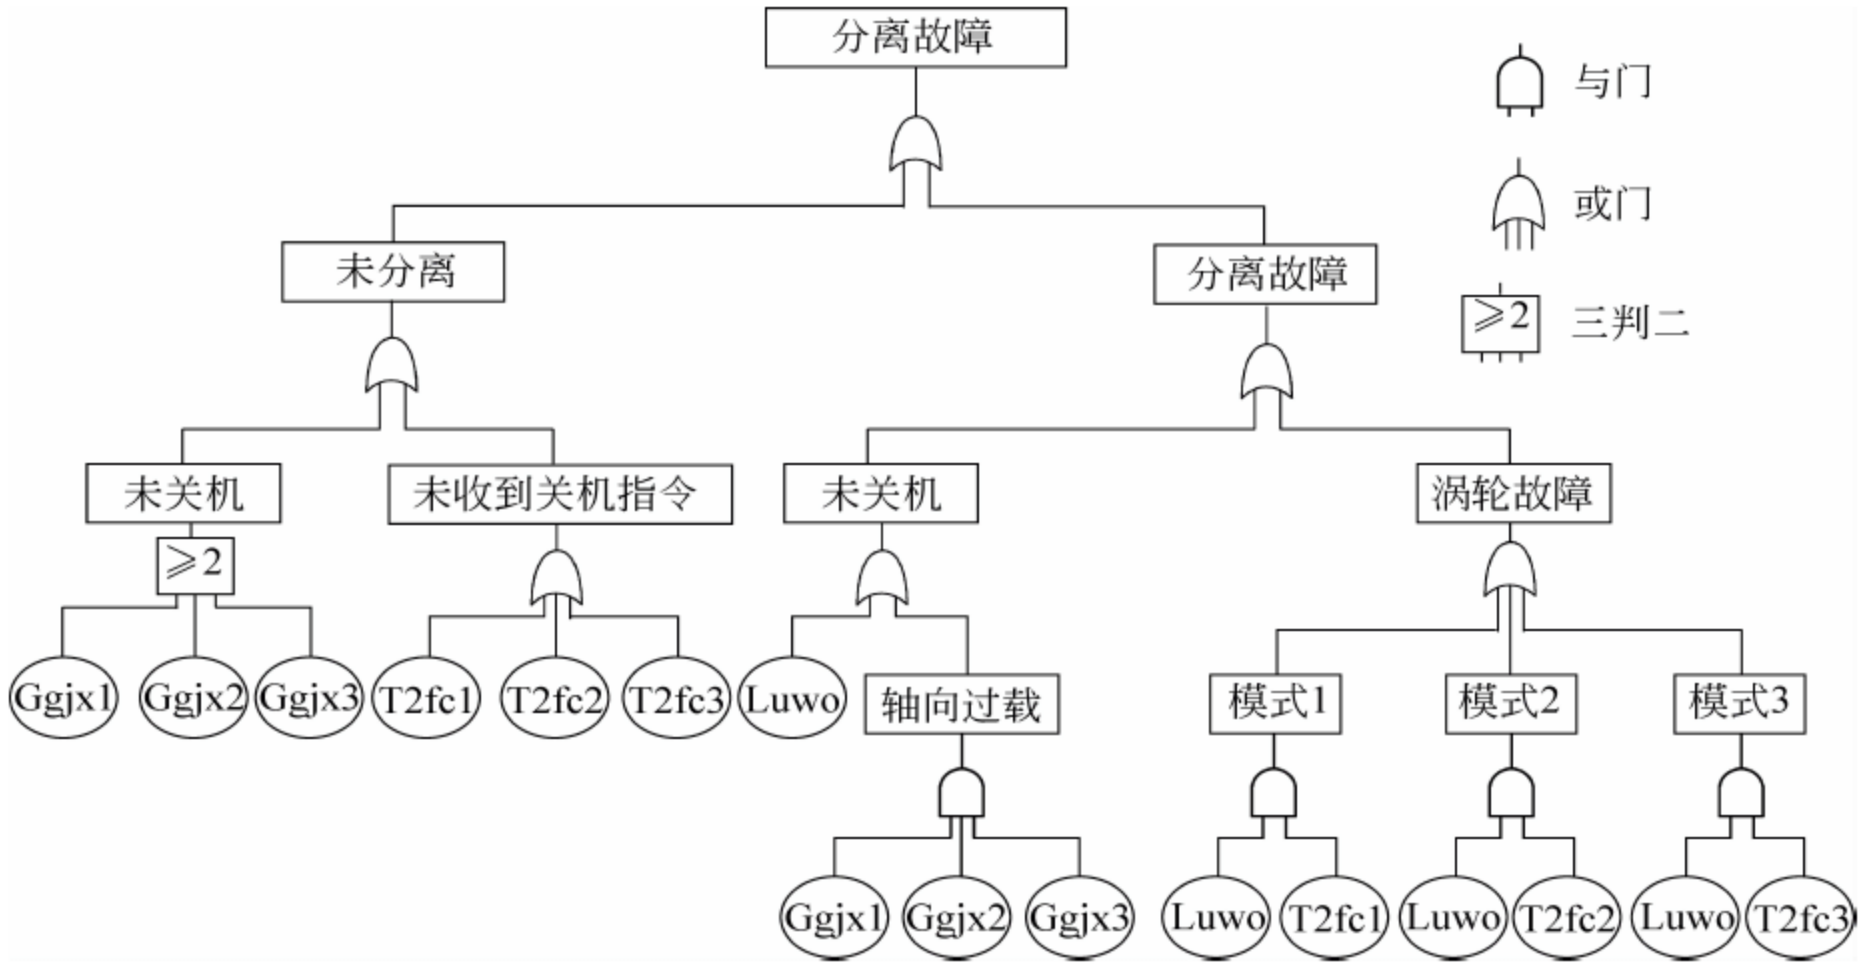 分离故障
与门
或门
未分离
分离故障
≥2
三判二
未关机
未收到关机指令
未关机
涡轮故障
≥2
Ggjx1
Ggjx2
Ggjx3
T2fc1
T2fc2
T2fc3
Luwo
轴向过载
模式1
模式2
模式3
Ggjx1
Ggjx2
Ggjx3
Luwo
T2fc1
Luwo
T2fc2
Luwo
T2fc3